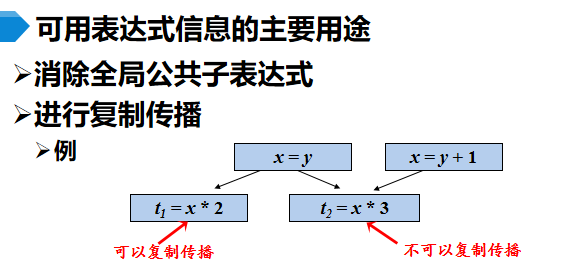 可用表达式信息的主要用途
➢消除全局公共子表达式
➢进行复制传播
➢例
x = y
x = y + 1
t1 = x * 2
t2 = x * 3
可以复制传播
不可以复制传播